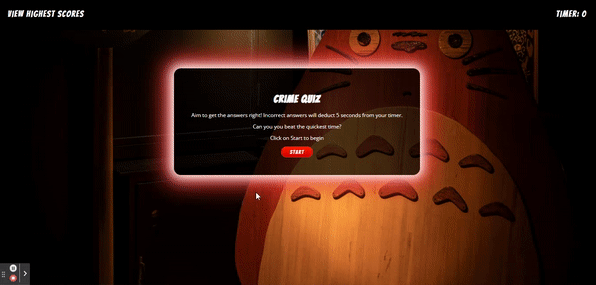 VIEW HIGHEST SCORES
TIMER: 0
CRIME QUIZ
Aim to get the answers right! Incorrect answers will deduct 5 seconds from your timer.
Can you you beat the quickest time?
Click on Start to begin
START